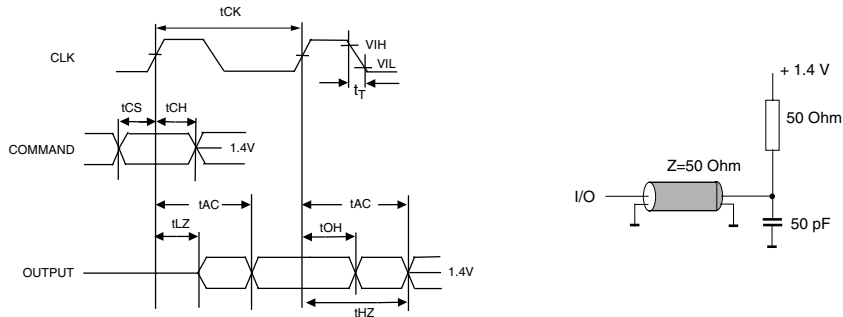 tCK
CLK
VIH
VIL
tT
tCS
tCH
COMMAND
1.4V
tAC
tAC
tLZ
tOH
OUTPUT
1.4V
tHZ
+ 1.4 V
50 Ohm
Z=50 Ohm
I/O
50 pF